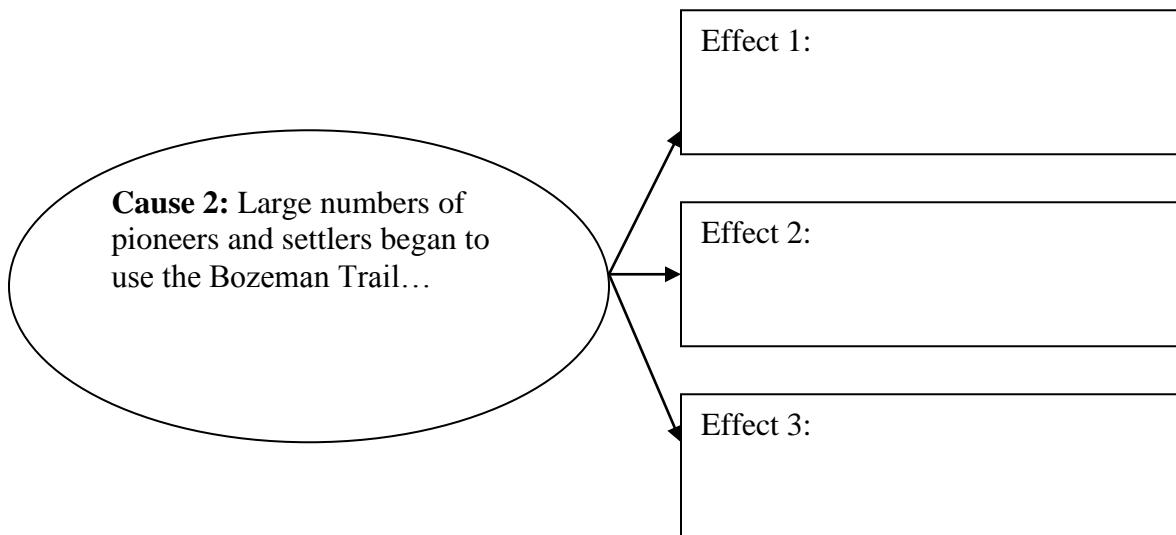 Effect 1:
Cause 2: Large numbers of
pioneers and settlers began to
use the Bozeman Trail…
Effect 2:
Effect 3: